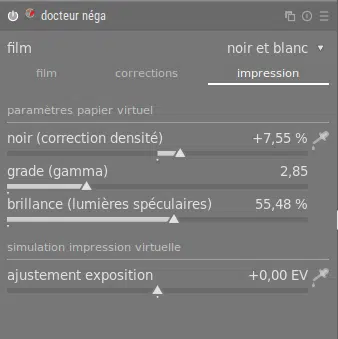 docteur néga
film noir et blanc
film corrections impression
paramètres papier virtuel
noir (correction densité) +7,55 %
grade (gamma) 2,85
brillance (lumières spéculaires) 55,48 %
simulation impression virtuelle
ajustement exposition +0,00 EV